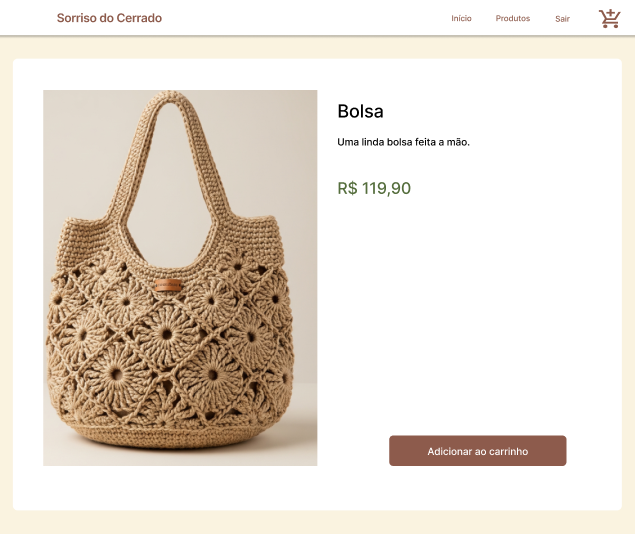 Sorriso do Cerrado
Início Produtos Sair
Bolsa
Uma linda bolsa feita a mão.
R$ 119,90
Adicionar ao carrinho